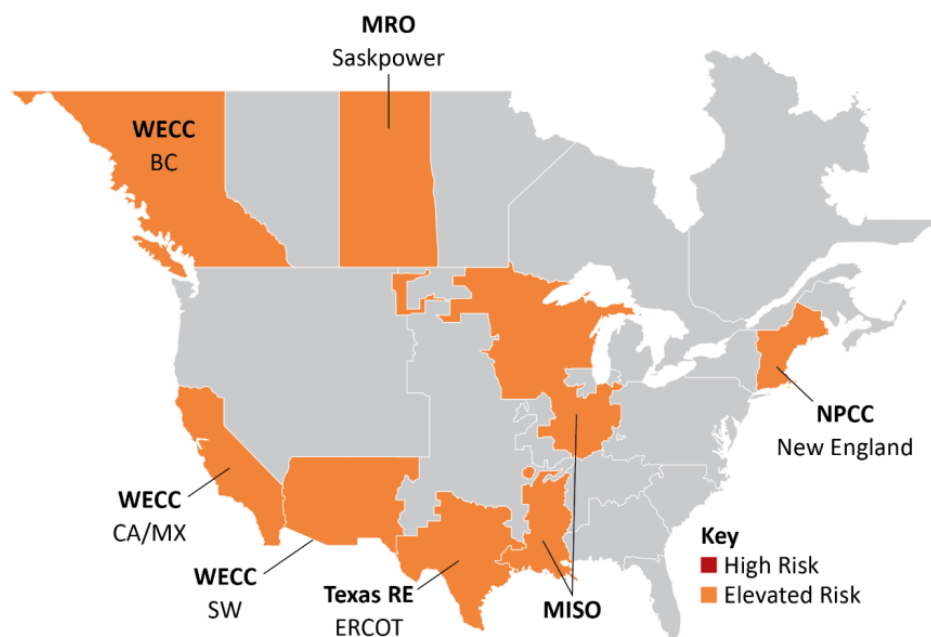 MRO
Saskpower
WECC
BC
NPCC
New England
WECC
CA/MX
WECC
SW
Texas RE
ERCOT
MISO
Key
High Risk
Elevated Risk